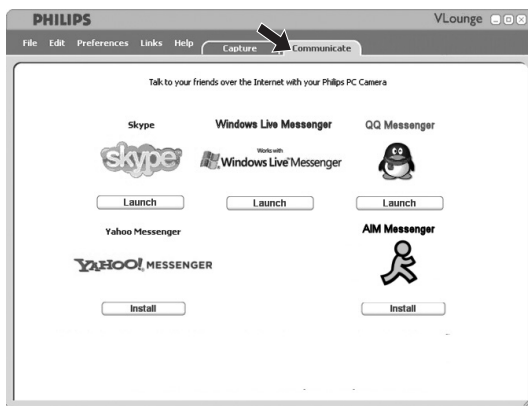 PHILIPS VLounge
File Edit Preferences Links Help Capture Communicate
Talk to your friends over the Internet with your Philips PC Camera
Skype Windows Live Messenger QQ Messenger
skype Works with Windows Live Messenger
Launch Launch Launch
Yahoo Messenger AIM Messenger
YAHOO! MESSENGER
Install Install